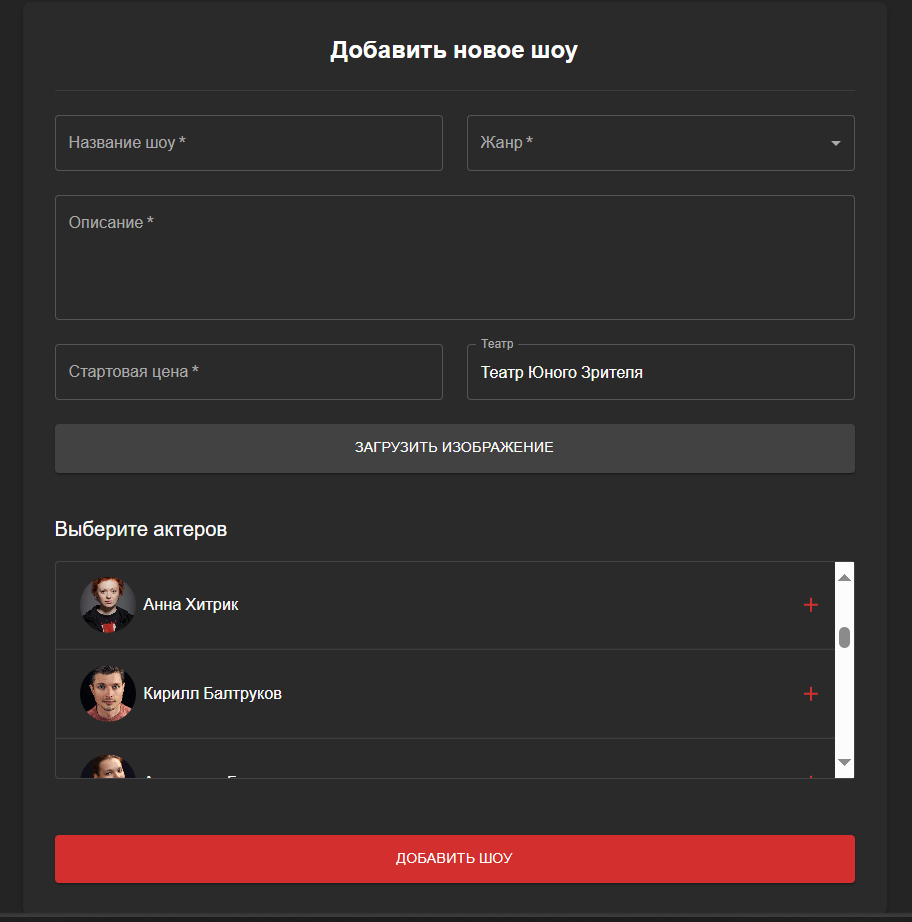 Добавить новое шоу
Название шоу *
Жанр *
Описание *
Стартовая цена *
Театр
Театр Юного Зрителя
ЗАГРУЗИТЬ ИЗОБРАЖЕНИЕ
Выберите актеров
Анна Хитрик
Кирилл Балтруков
ДОБАВИТЬ ШОУ